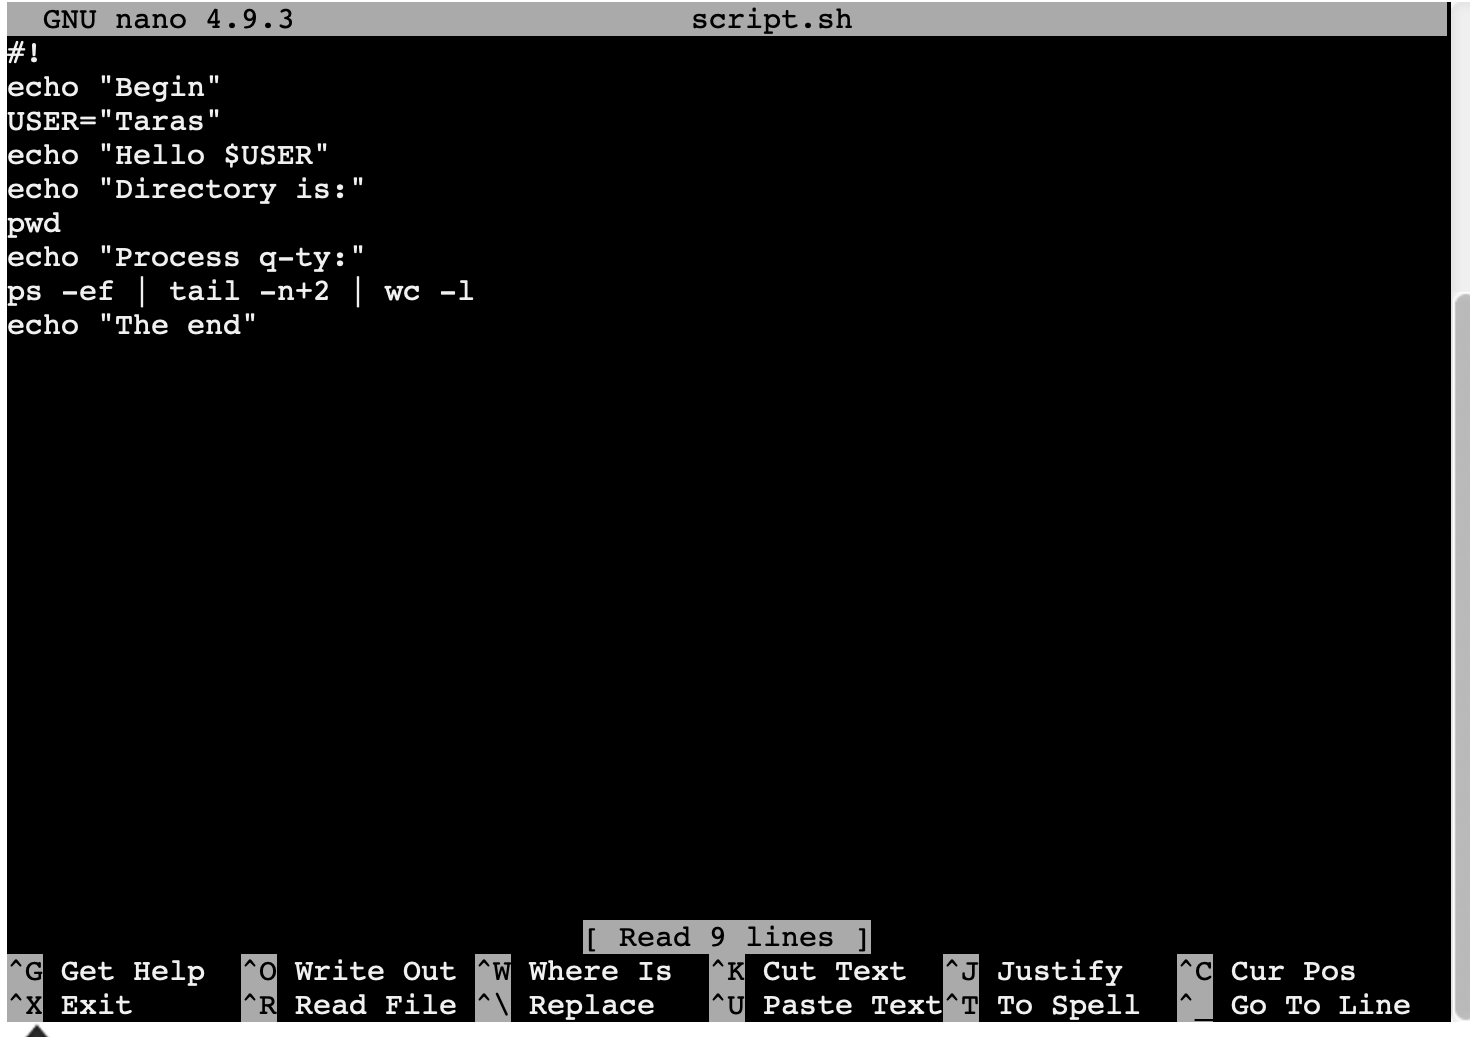 GNU nano 4.9.3 script.sh
#!
echo "Begin"
USER="Taras"
echo "Hello $USER"
echo "Directory is:"
pwd
echo "Process q-ty:"
ps -ef | tail -n+2 | wc -l
echo "The end"
[ Read 9 lines ]
^G Get Help ^O Write Out ^W Where Is ^K Cut Text ^J Justify ^C Cur Pos
^X Exit ^R Read File ^\ Replace ^U Paste Text^T To Spell ^_ Go To Line